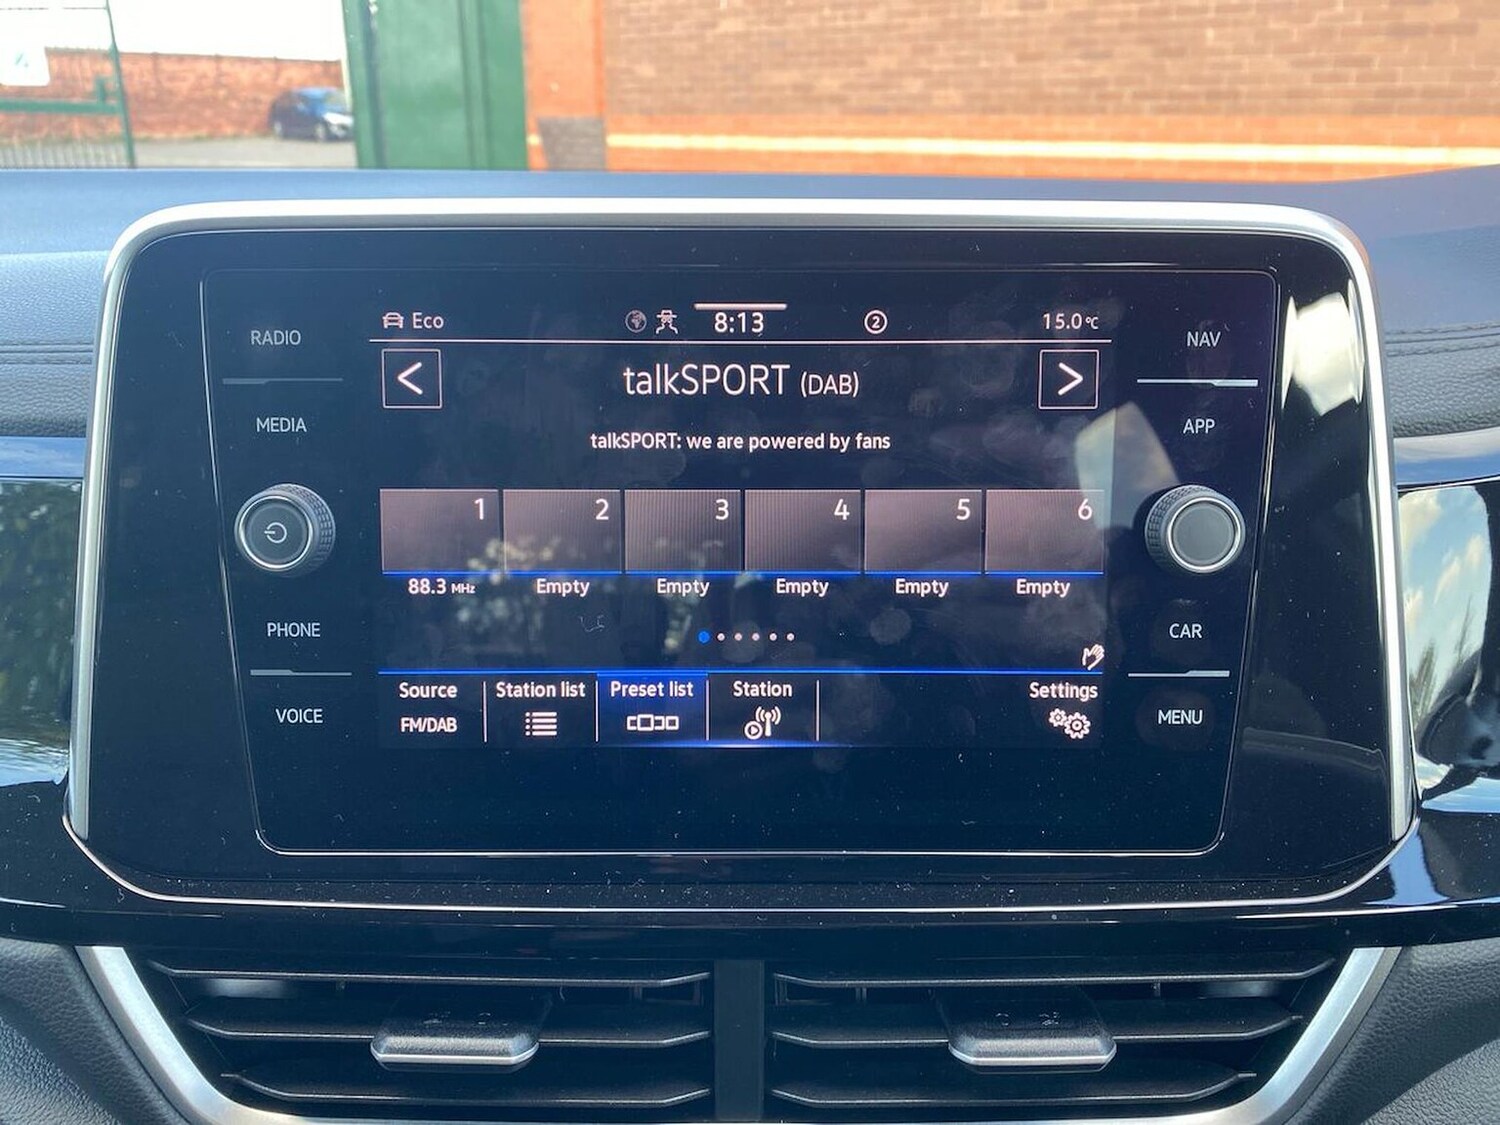 RADIO
MEDIA
PHONE
VOICE
Eco
8:13
2
15.0°C
<
talkSPORT (DAB)
>
talkSPORT: we are powered by fans
1 2 3 4 5 6
88.3 MHz Empty Empty Empty Empty Empty
Source Station list Preset list Station Settings
FM/DAB
NAV
APP
CAR
MENU